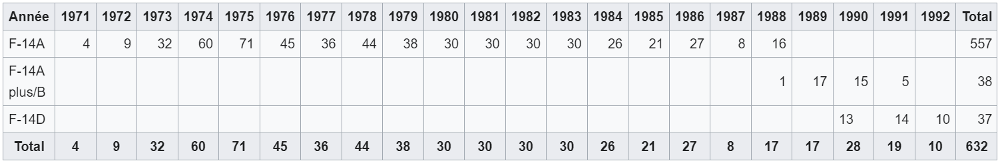 Année 1971 1972 1973 1974 1975 1976 1977 1978 1979 1980 1981 1982 1983 1984 1985 1986 1987 1988 1989 1990 1991 1992 Total
F-14A 4 9 32 60 71 45 36 44 38 30 30 30 30 26 21 27 8 16 557
F-14A
plus/B 1 17 15 5 38
F-14D 13 14 10 37
Total 4 9 32 60 71 45 36 44 38 30 30 30 30 26 21 27 8 17 17 28 19 10 632